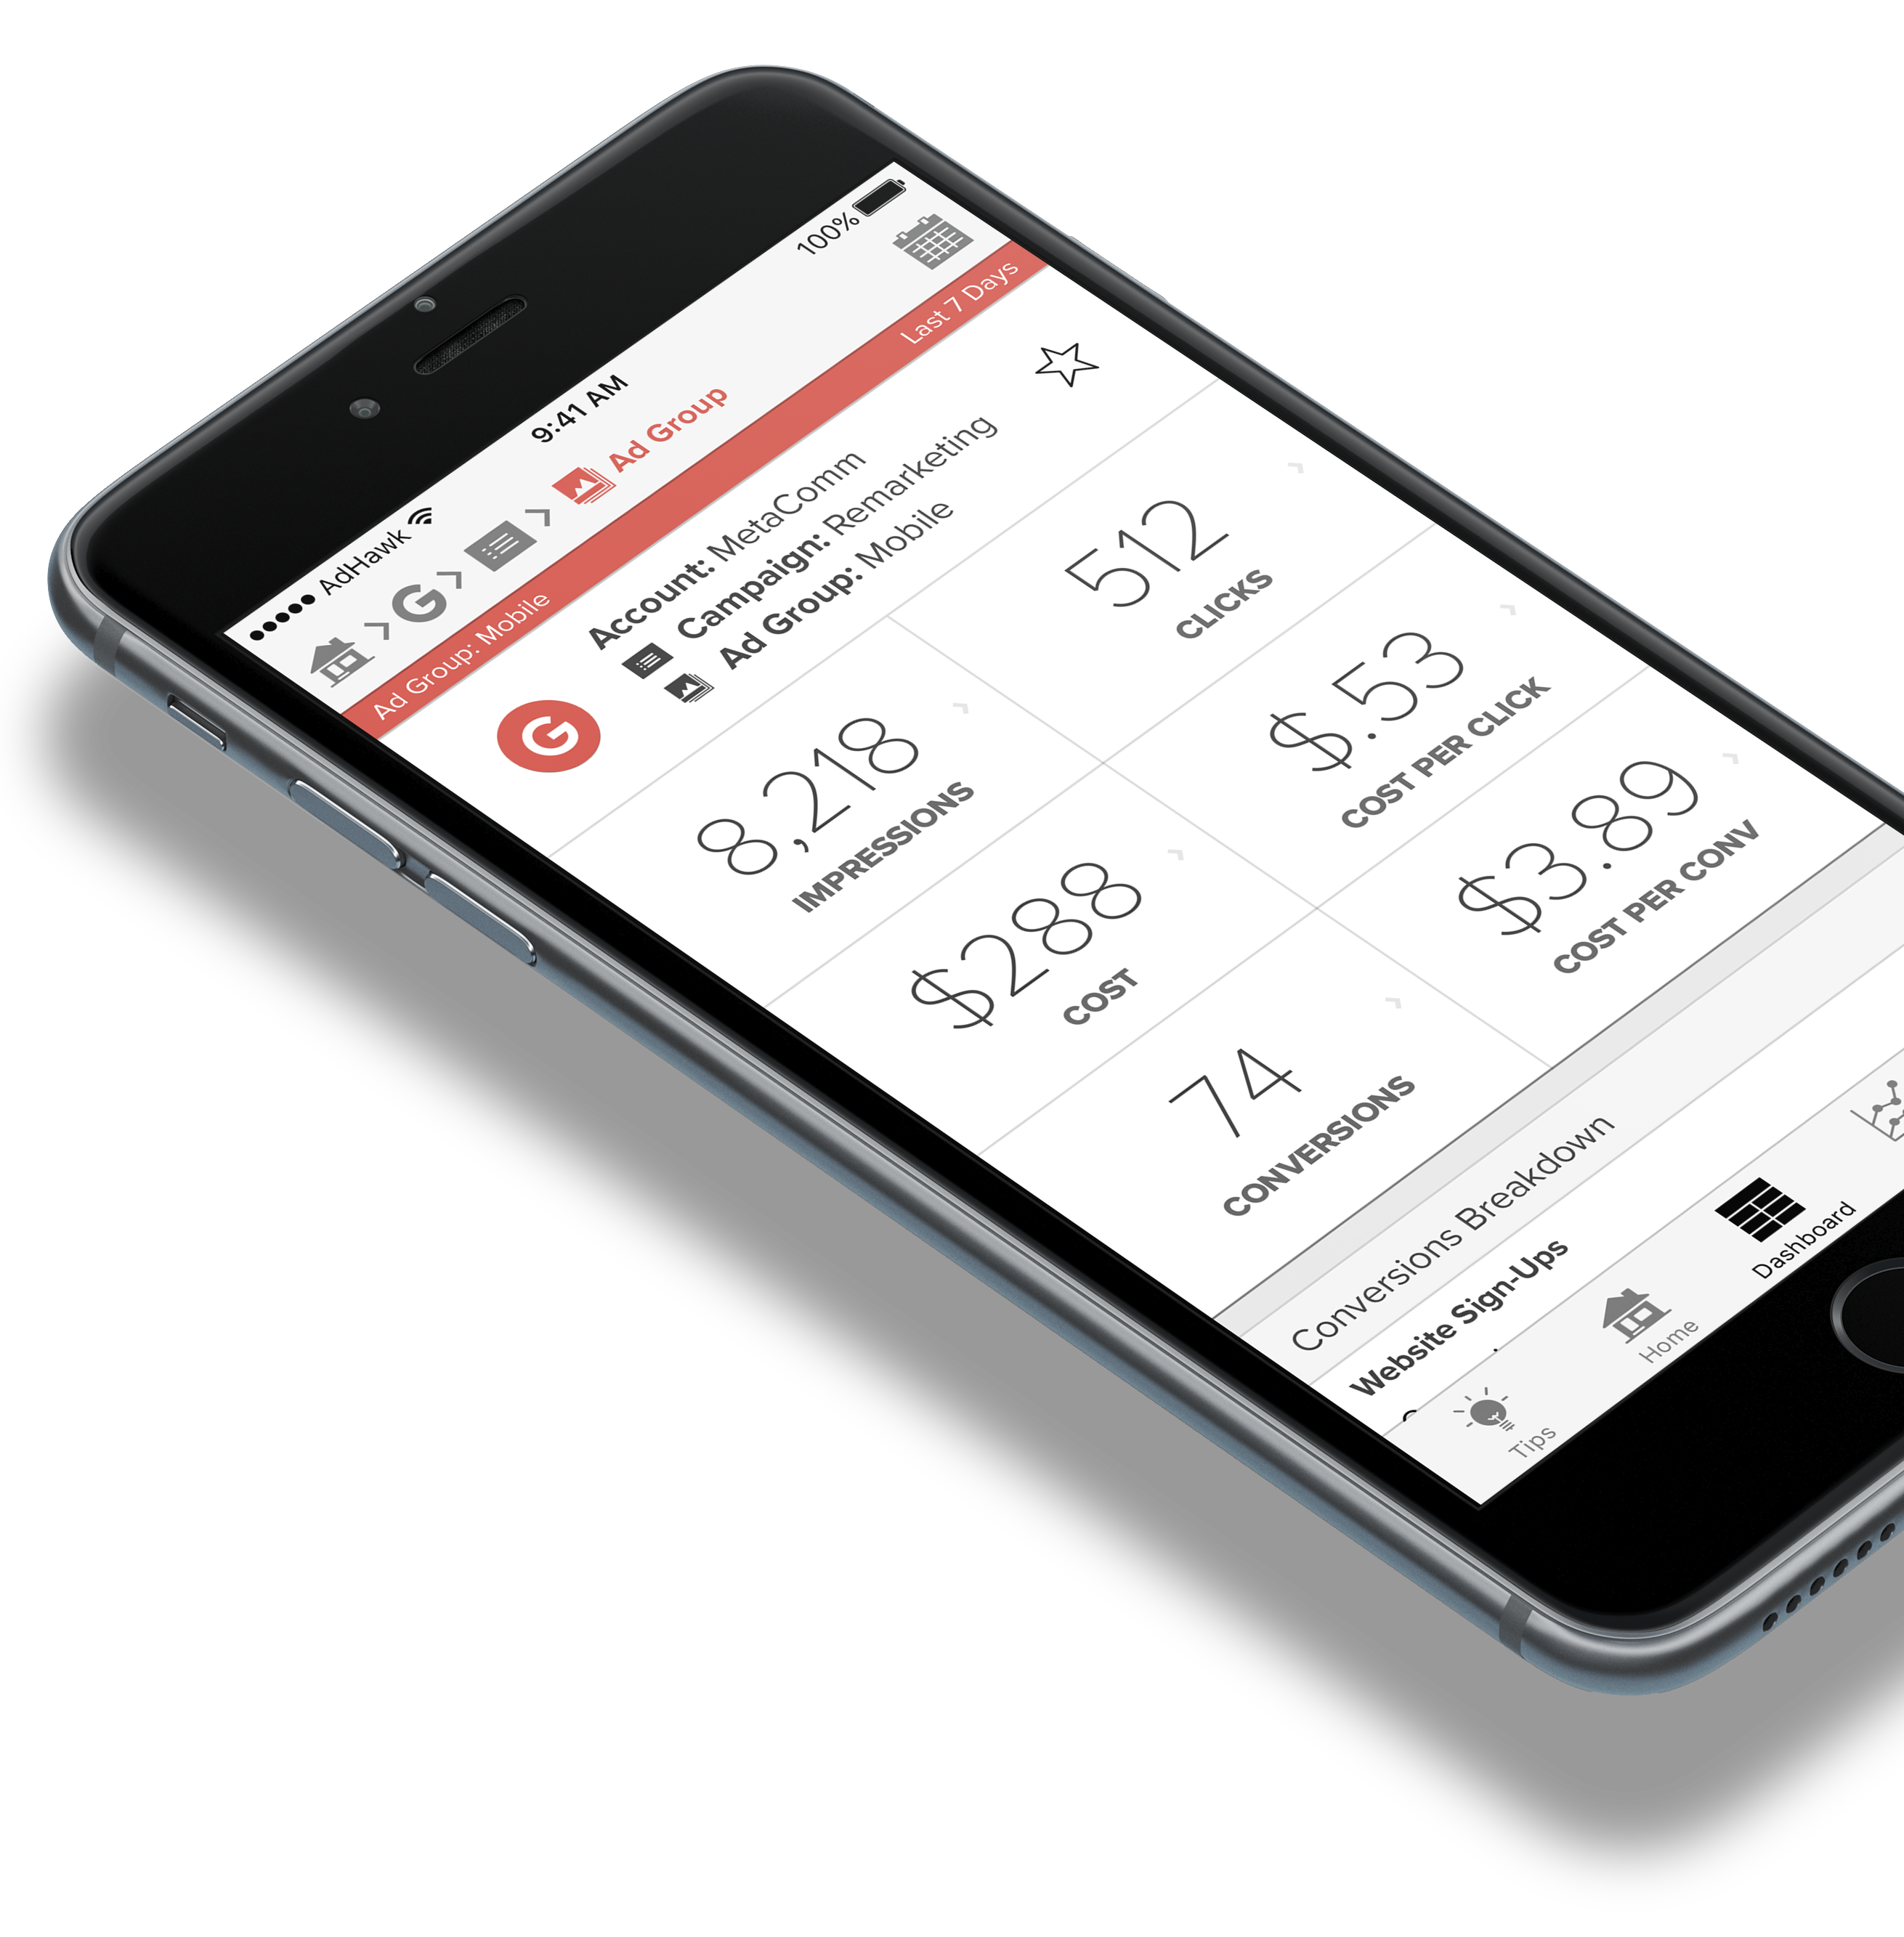 AdHawk 9:41 AM 100%
Ad Group
Ad Group: Mobile Last 7 Days
Account: MetaComm
Campaign: Remarketing
Ad Group: Mobile
8,218
IMPRESSIONS
512
CLICKS
$288
COST
$.53
COST PER CLICK
74
CONVERSIONS
$3.89
COST PER CONV
Conversions Breakdown
Website Sign-Ups
Tips Home Dashboard